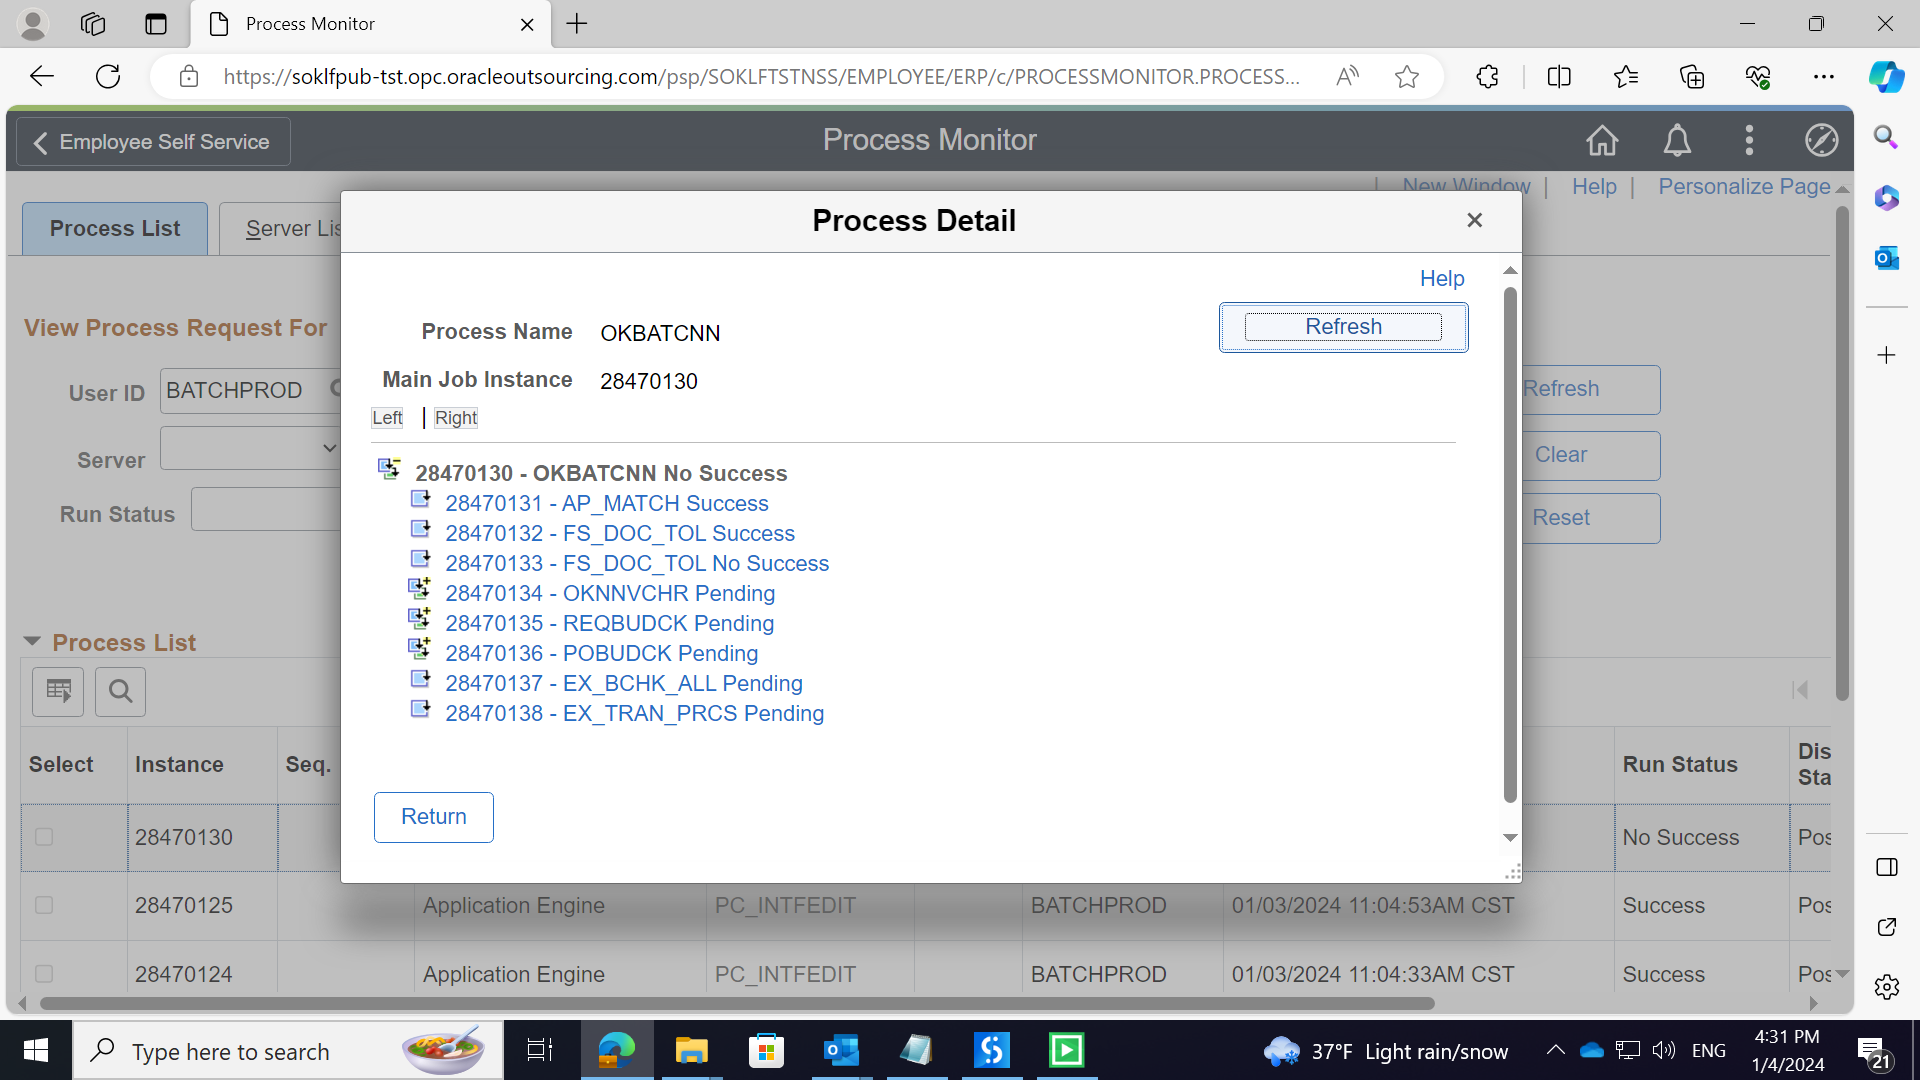 Process Monitor
https://soklfpub-tst.opc.oracleoutsourcing.com/psp/SOKLFTSTNSS/EMPLOYEE/ERP/c/PROCESSMONITOR.PROCESS...
Employee Self Service
Process Monitor
New Window | Help | Personalize Page
Process List
Server Lis
Process Detail
Help
Process Name OKBATCNN
Refresh
Main Job Instance 28470130
Left | Right
28470130 - OKBATCNN No Success
28470131 - AP_MATCH Success
28470132 - FS_DOC_TOL Success
28470133 - FS_DOC_TOL No Success
28470134 - OKNNVCHR Pending
28470135 - REQBUDCK Pending
28470136 - POBUDCK Pending
28470137 - EX_BCHK_ALL Pending
28470138 - EX_TRAN_PRCS Pending
Return
View Process Request For
User ID BATCHPROD
Refresh
Server
Clear
Run Status
Reset
Process List
Select Instance Seq. Run Status Dis
Sta
28470130 No Success Pos
28470125 Application Engine PC_INTFEDIT BATCHPROD 01/03/2024 11:04:53AM CST Success Pos
28470124 Application Engine PC_INTFEDIT BATCHPROD 01/03/2024 11:04:33AM CST Success Pos
Type here to search
37°F Light rain/snow
ENG
4:31 PM
1/4/2024
21